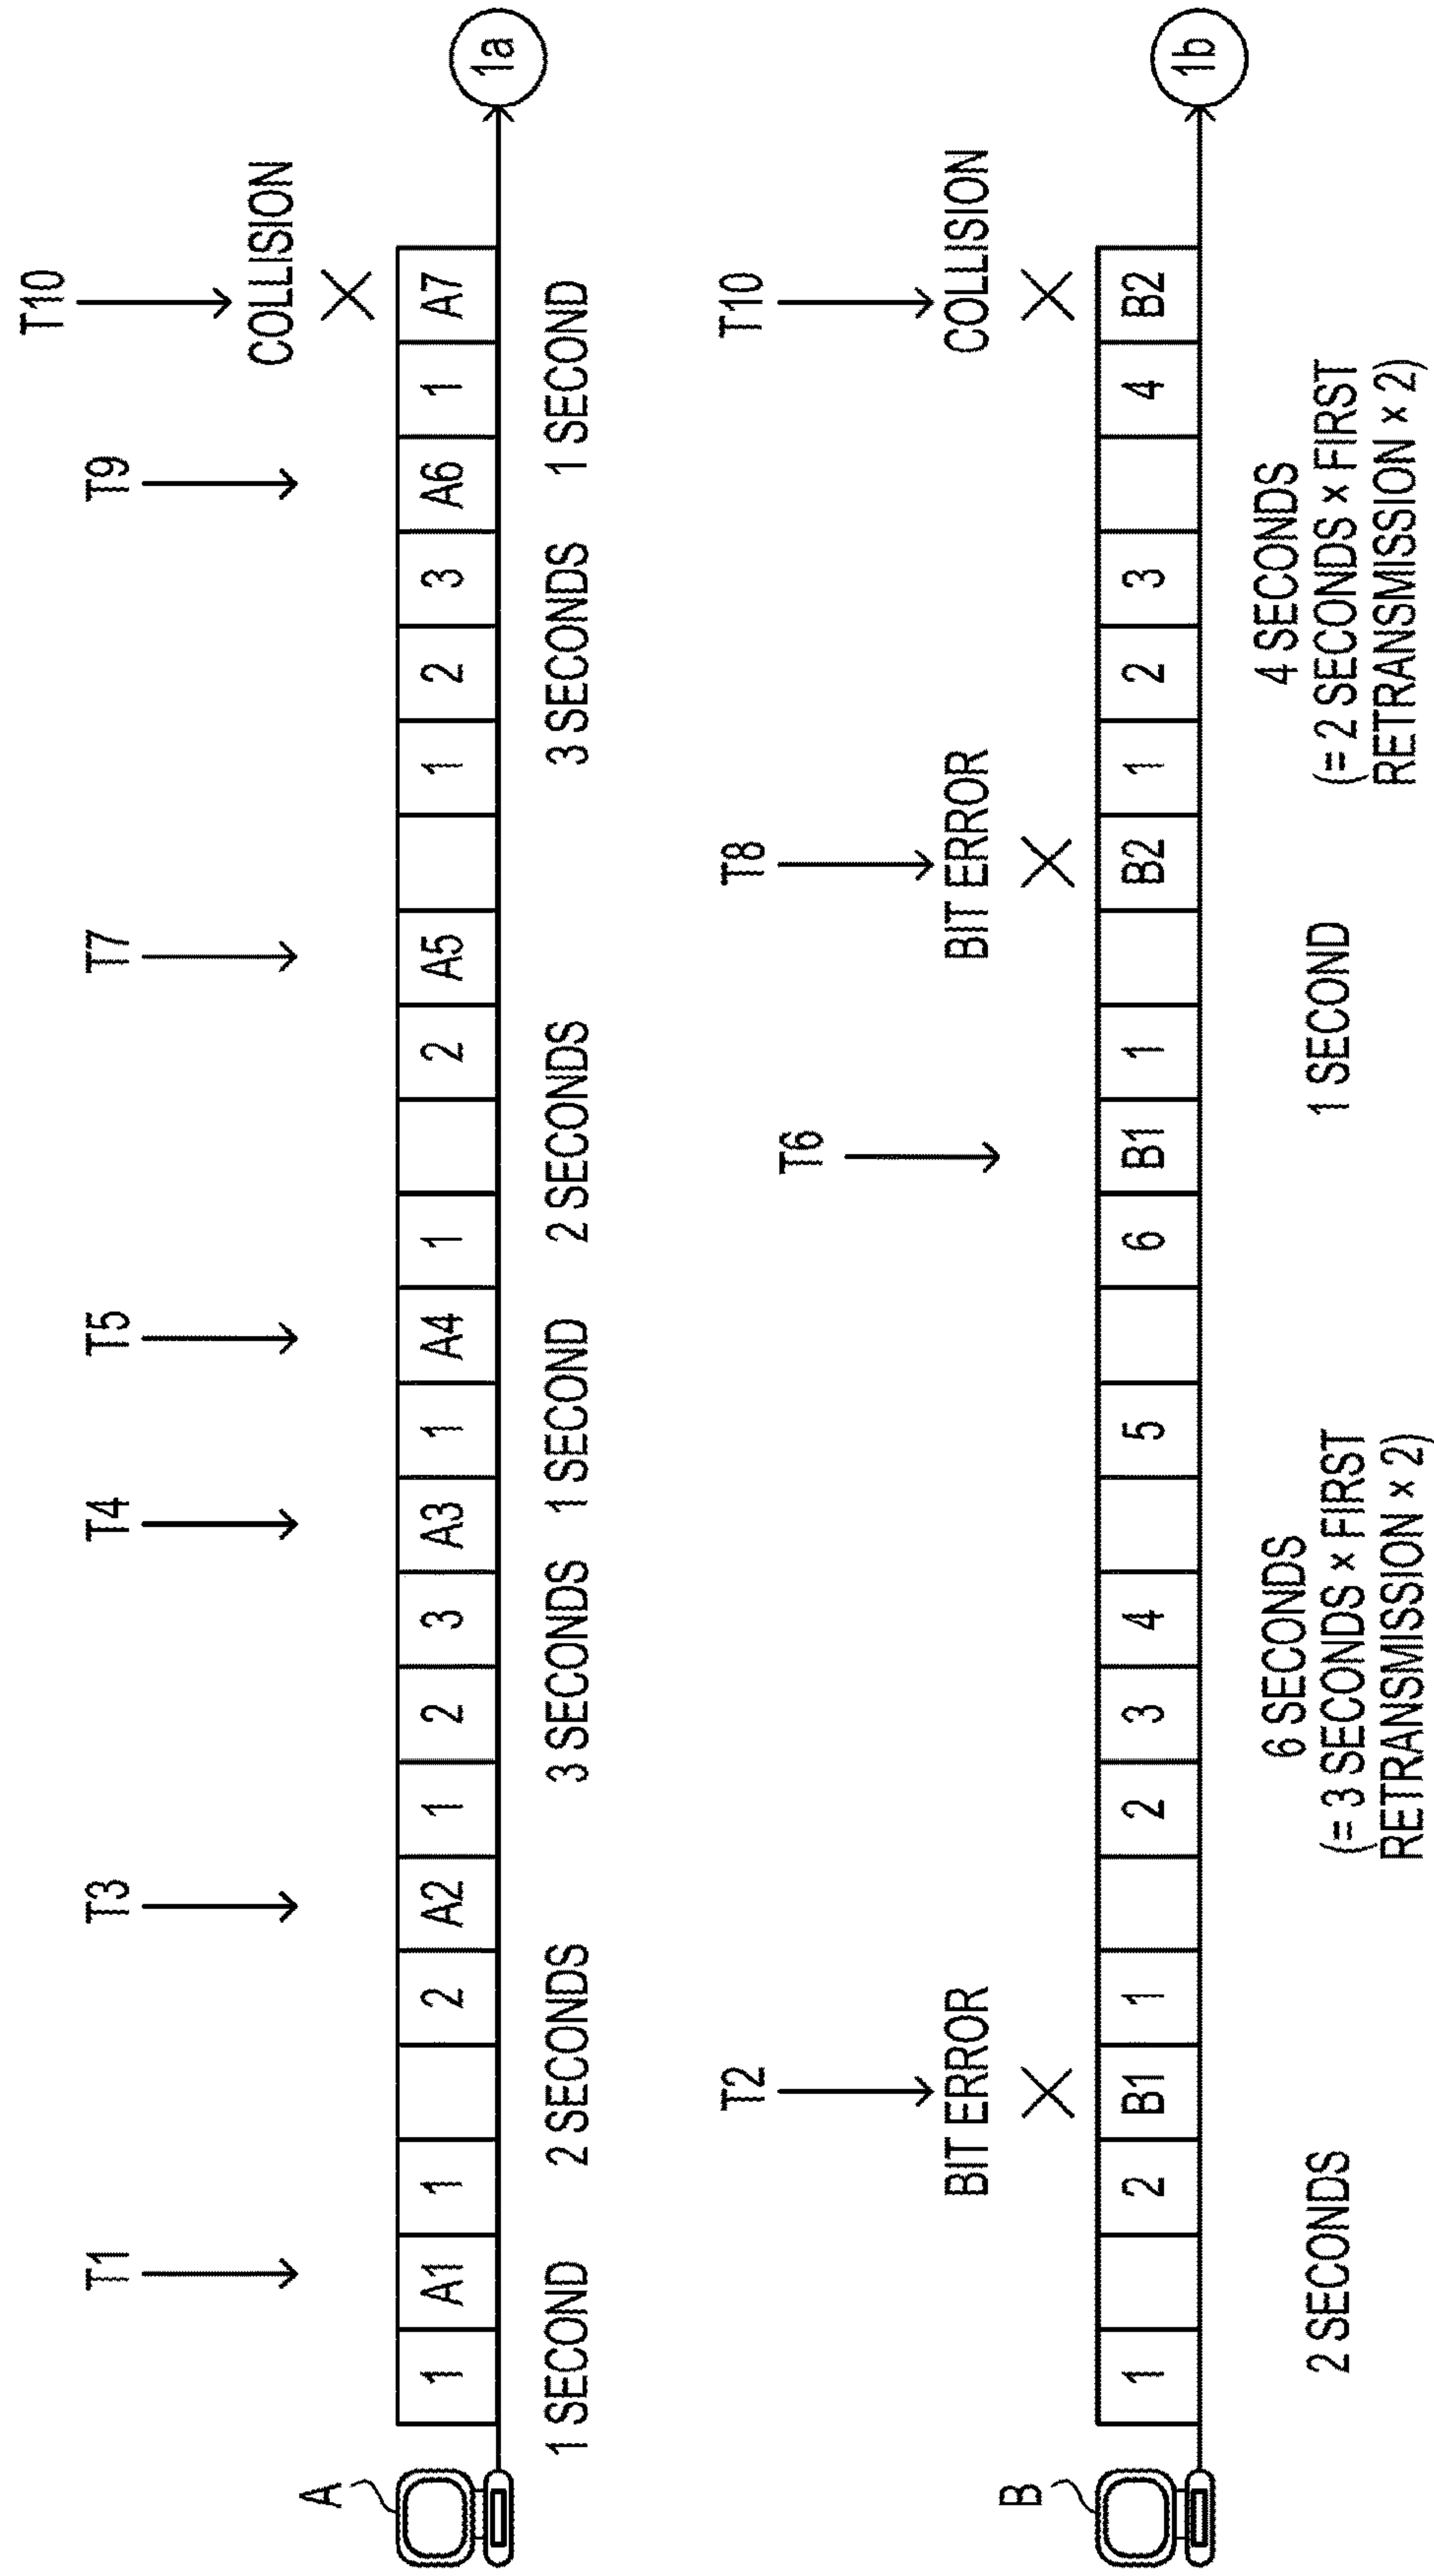 T1 T3 T4 T5 T7 T9 T10
COLLISION
A
1 A1 1 2 A2 1 2 3 A3 1 A4 1 2 A5 1 2 3 A6 1 A7
1a
1 SECOND 2 SECONDS 3 SECONDS 1 SECOND 2 SECONDS 3 SECONDS 1 SECOND
T2 T6 T8 T10
BIT ERROR BIT ERROR COLLISION
B
1 2 B1 1 2 3 4 5 6 B1 1 B2 1 2 3 4 B2
1b
2 SECONDS
6 SECONDS
(= 3 SECONDS × FIRST
RETRANSMISSION × 2)
1 SECOND
4 SECONDS
(= 2 SECONDS × FIRST
RETRANSMISSION × 2)